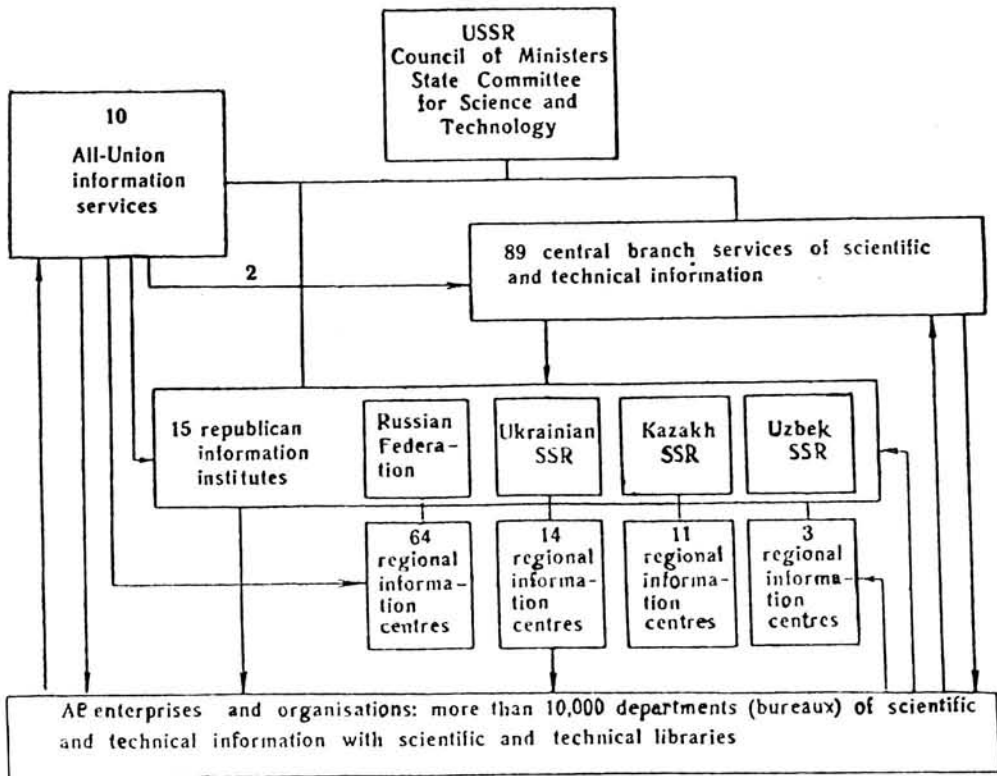 USSR
Council of Ministers
State Committee
for Science and
Technology
10
All-Union
information
services
89 central branch services of scientific
and technical information
2
15 republican
information
institutes
Russian
Federa-
tion
Ukrainian
SSR
Kazakh
SSR
Uzbek
SSR
64
regional
informa-
tion
centres
14
regional
informa-
tion
centres
11
regional
informa-
tion
centres
3
regional
informa-
tion
centres
At enterprises and organisations: more than 10,000 departments (bureaux) of scientific
and technical information with scientific and technical libraries